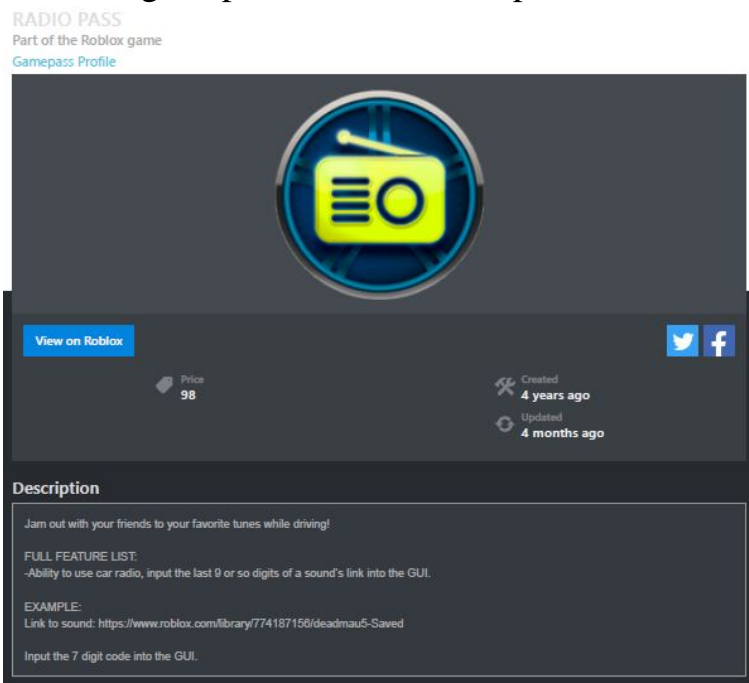 RADIO PASS
Part of the Roblox game
Gamepass Profile
View on Roblox
Price
98
Created
4 years ago
Updated
4 months ago
Description
Jam out with your friends to your favorite tunes while driving!
FULL FEATURE LIST:
-Ability to use car radio, input the last 9 or so digits of a sound's link into the GUI.
EXAMPLE:
Link to sound: https://www.roblox.com/library/774187156/deadmau5-Saved
Input the 7 digit code into the GUI.